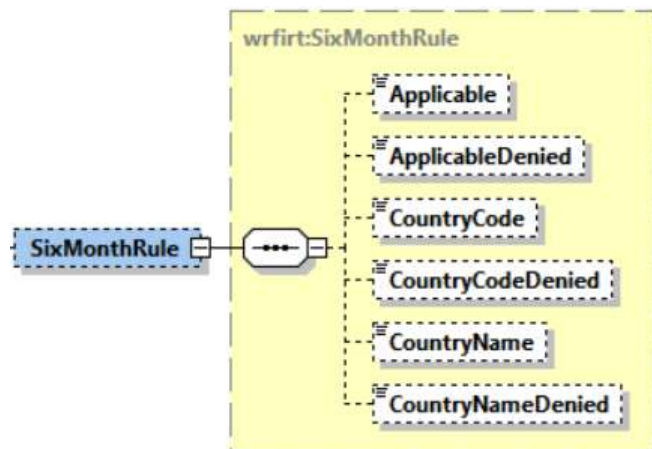 wrfirt:SixMonthRule
Applicable
ApplicableDenied
CountryCode
SixMonthRule
CountryCodeDenied
CountryName
CountryNameDenied